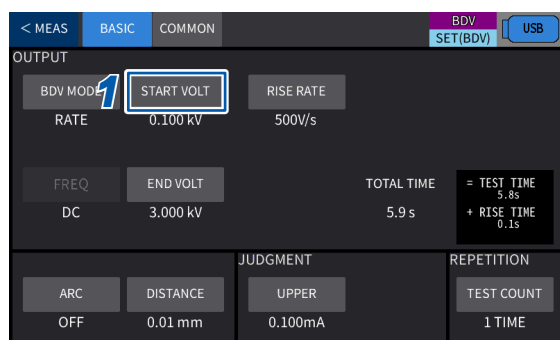 < MEAS BASIC COMMON BDV SET(BDV) USB
OUTPUT
BDV MODE 1 START VOLT RISE RATE
RATE 0.100 kV 500V/s
FREQ END VOLT TOTAL TIME = TEST TIME
5.8s
DC 3.000 kV 5.9 s + RISE TIME
0.1s
JUDGMENT REPETITION
ARC DISTANCE UPPER TEST COUNT
OFF 0.01 mm 0.100mA 1 TIME